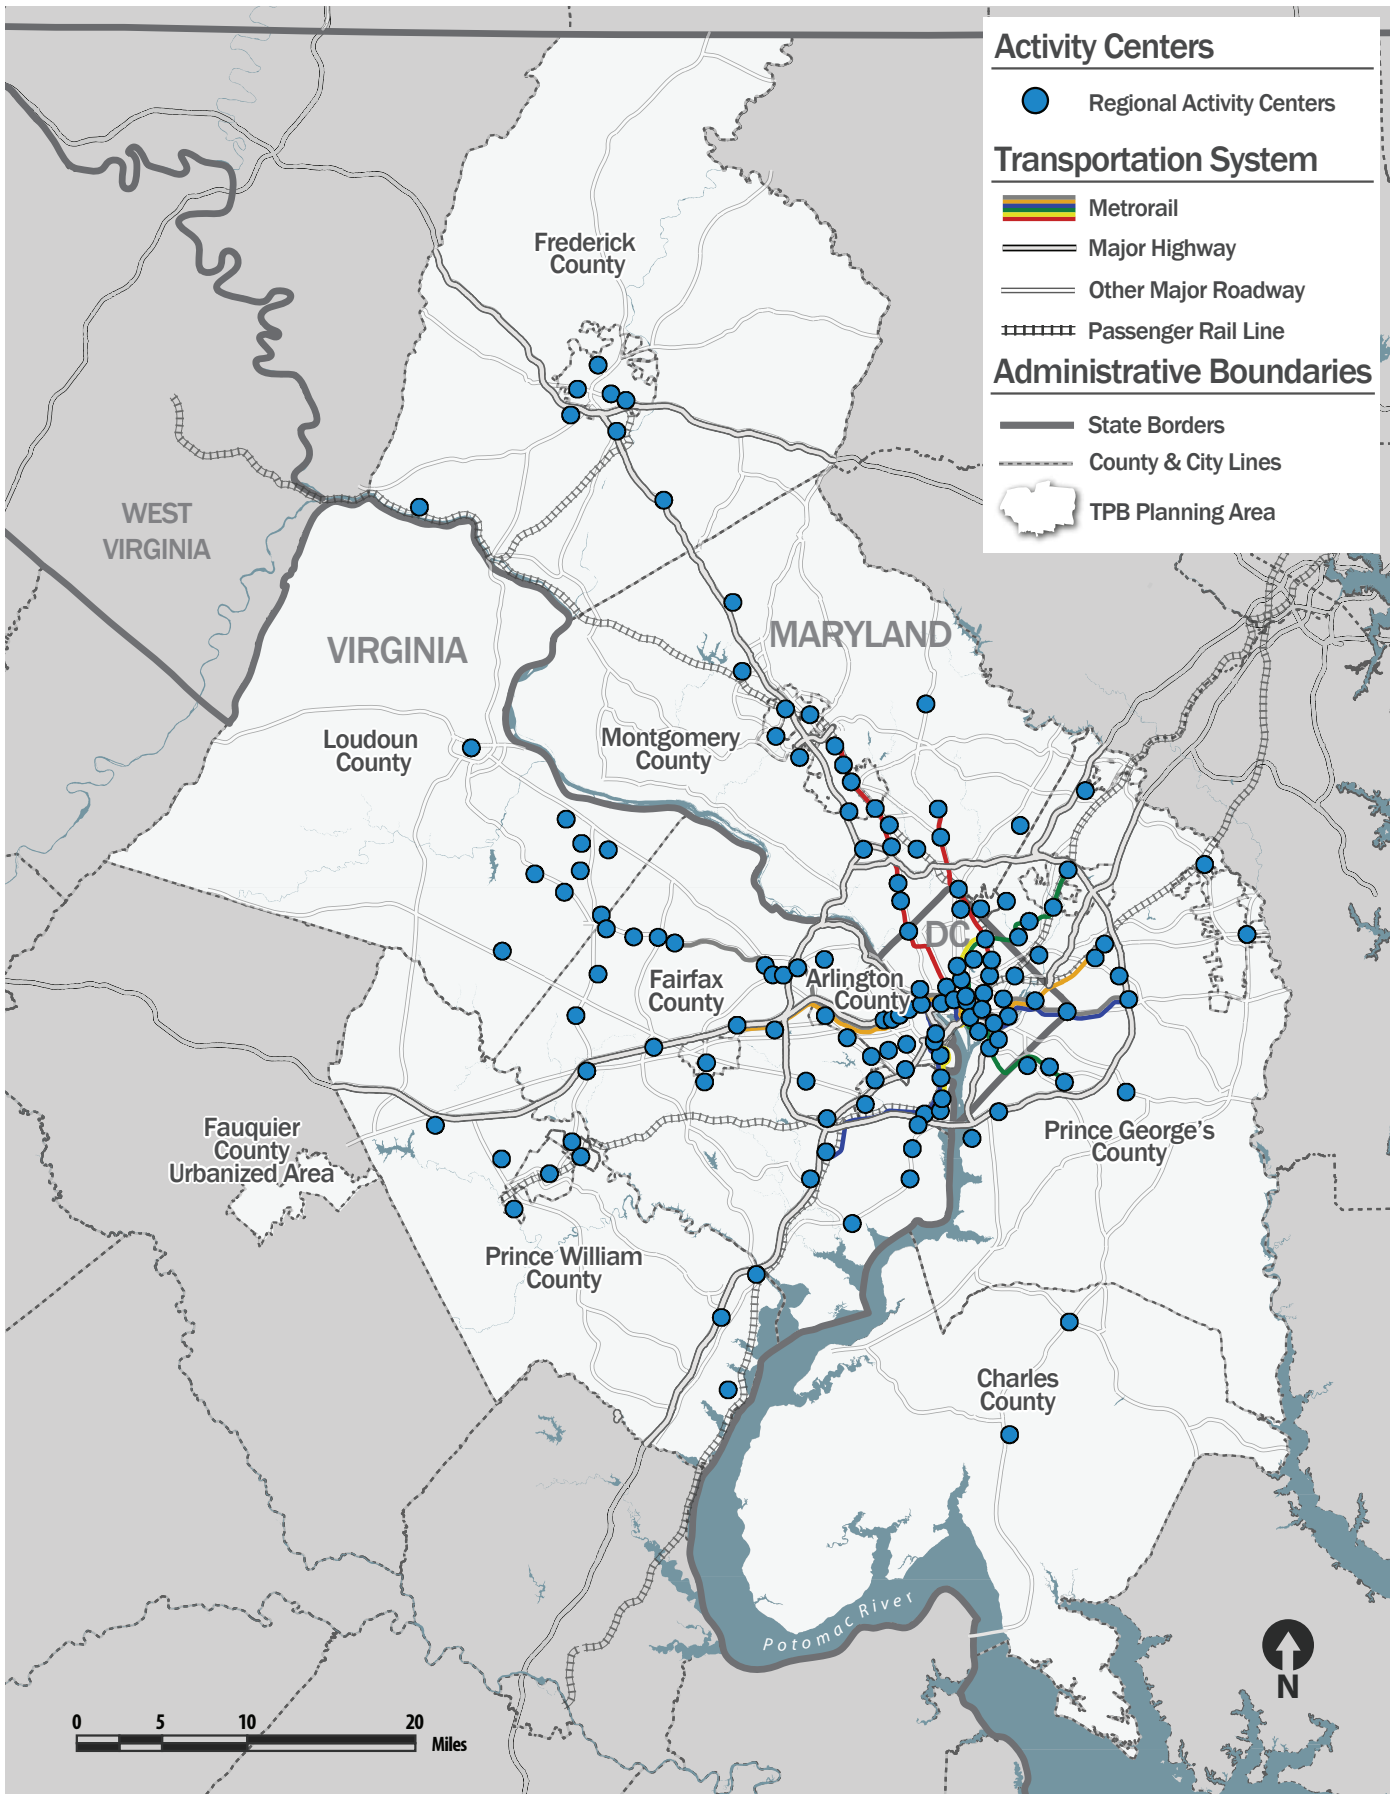 Activity Centers
Regional Activity Centers
Transportation System
Metrorail
Major Highway
Other Major Roadway
Passenger Rail Line
Administrative Boundaries
State Borders
County & City Lines
TPB Planning Area
Frederick
County
WEST
VIRGINIA
VIRGINIA
MARYLAND
Loudoun
County
Montgomery
County
DC
Fairfax
County
Arlington
County
Fauquier
County
Urbanized Area
Prince George's
County
Prince William
County
Charles
County
Potomac River
N
0 5 10 20
Miles